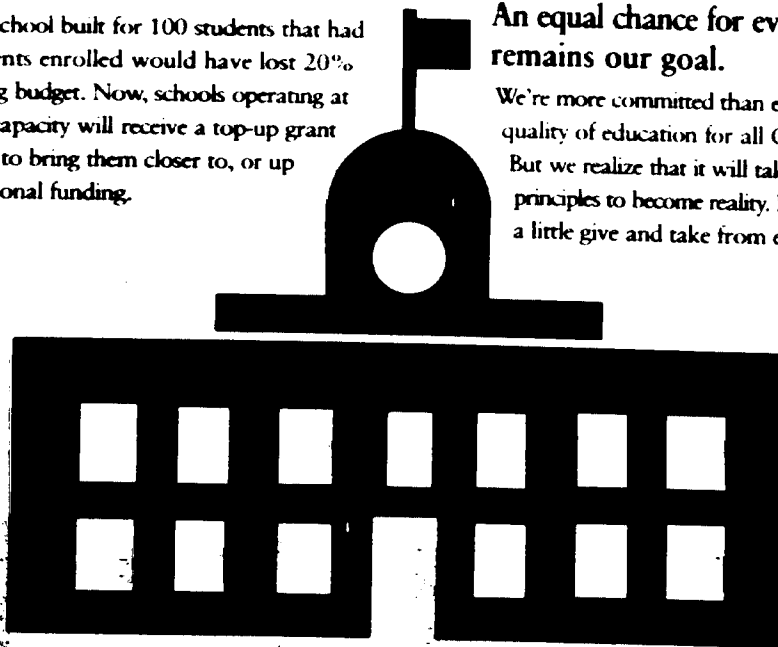 chool built for 100 students that had
nts enrolled would have lost 20%
g budget. Now, schools operating at
apacity will receive a top-up grant
to bring them closer to, or up
onal funding.
An equal chance for ev
remains our goal.
We're more committed than e
quality of education for all
But we realize that it will tak
principles to become reality.
a little give and take from e